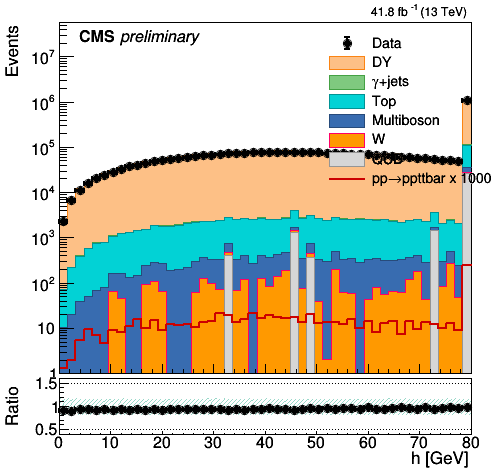 41.8 fb⁻¹ (13 TeV)
CMS preliminary
Events
Data
DY
γ+jets
Top
Multiboson
W
QCD
pp→ppttbar x 1000
10⁷
10⁶
10⁵
10⁴
10³
10²
10
1
Ratio
1.5
1
0.5
0 10 20 30 40 50 60 70 80
h [GeV]